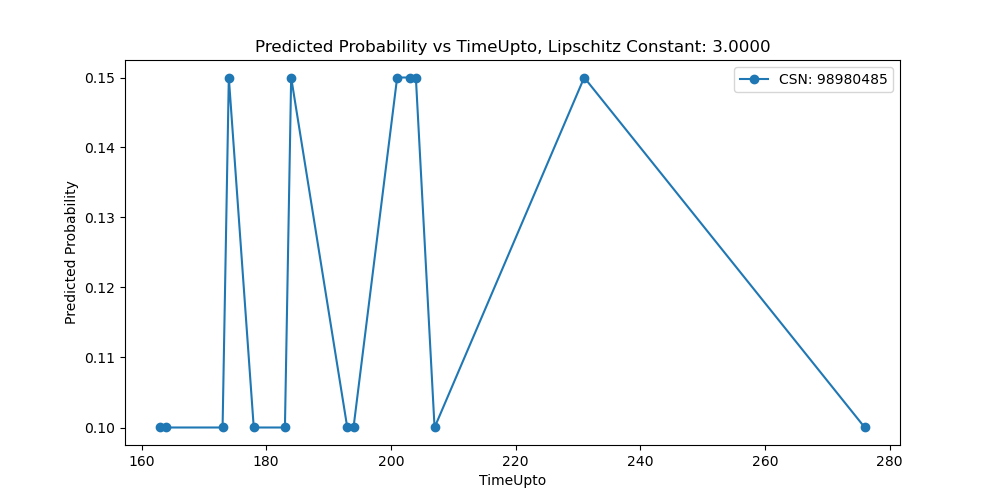 Predicted Probability vs TimeUpto, Lipschitz Constant: 3.0000
CSN: 98980485
Predicted Probability
0.15
0.14
0.13
0.12
0.11
0.10
160 180 200 220 240 260 280
TimeUpto